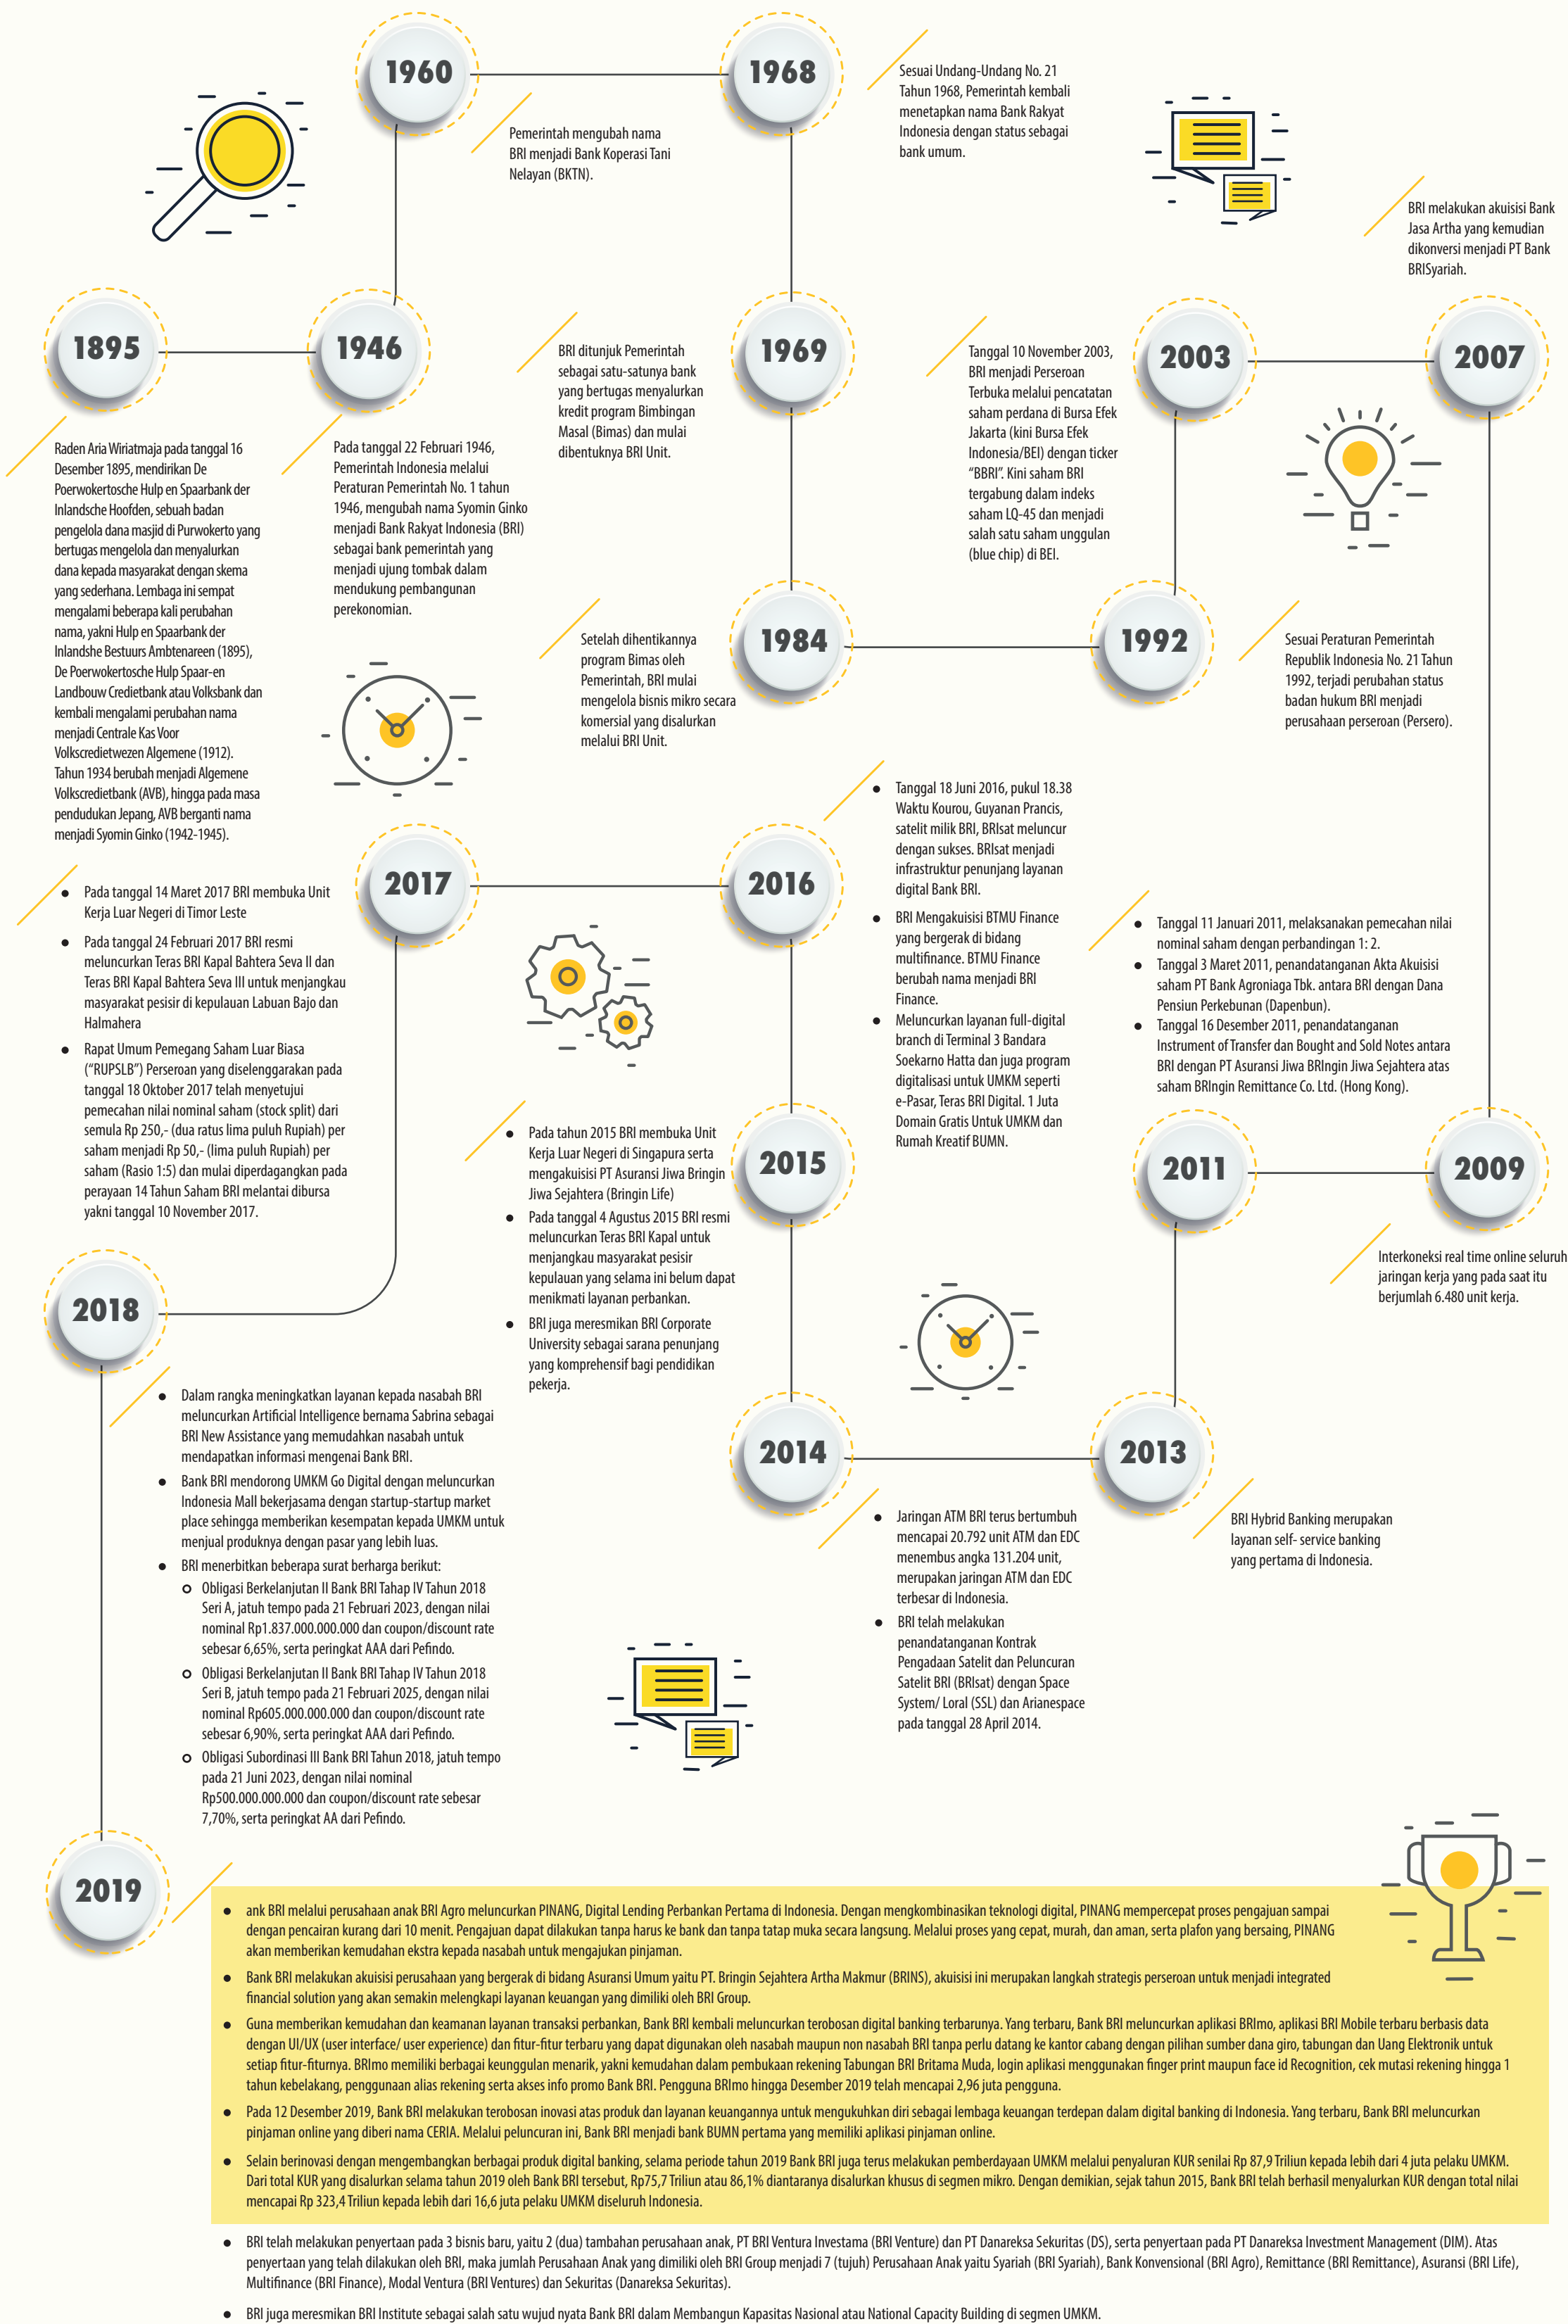 1895
Raden Aria Wiriatmaja pada tanggal 16
Desember 1895, mendirikan De
Poerwokertosche Hulp en Spaarbank der
Inlandsche Hoofden, sebuah badan
pengelola dana masjid di Purwokerto yang
bertugas mengelola dan menyalurkan
dana kepada masyarakat dengan skema
yang sederhana. Lembaga ini sempat
mengalami beberapa kali perubahan
nama, yakni Hulp en Spaarbank der
Inlandshe Bestuurs Ambtenareen (1895),
De Poerwokertosche Hulp Spaar-en
Landbouw Credietbank atau Volksbank dan
kembali mengalami perubahan nama
menjadi Centrale Kas Voor
Volkscredietwezen Algemene (1912).
Tahun 1934 berubah menjadi Algemene
Volkscredietbank (AVB), hingga pada masa
pendudukan Jepang, AVB berganti nama
menjadi Syomin Ginko (1942-1945).
1946
Pada tanggal 22 Februari 1946,
Pemerintah Indonesia melalui
Peraturan Pemerintah No. 1 tahun
1946, mengubah nama Syomin Ginko
menjadi Bank Rakyat Indonesia (BRI)
sebagai bank pemerintah yang
menjadi ujung tombak dalam
mendukung pembangunan
perekonomian.
1960
Pemerintah mengubah nama
BRI menjadi Bank Koperasi Tani
Nelayan (BKTN).
1968
Sesuai Undang-Undang No. 21
Tahun 1968, Pemerintah kembali
menetapkan nama Bank Rakyat
Indonesia dengan status sebagai
bank umum.
1969
BRI ditunjuk Pemerintah
sebagai satu-satunya bank
yang bertugas menyalurkan
kredit program Bimbingan
Masal (Bimas) dan mulai
dibentuknya BRI Unit.
1984
Setelah dihentikannya
program Bimas oleh
Pemerintah, BRI mulai
mengelola bisnis mikro secara
komersial yang disalurkan
melalui BRI Unit.
1992
Sesuai Peraturan Pemerintah
Republik Indonesia No. 21 Tahun
1992, terjadi perubahan status
badan hukum BRI menjadi
perusahaan perseroan (Persero).
2003
Tanggal 10 November 2003,
BRI menjadi Perseroan
Terbuka melalui pencatatan
saham perdana di Bursa Efek
Jakarta (kini Bursa Efek
Indonesia/BEI) dengan ticker
“BBRI”. Kini saham BRI
tergabung dalam indeks
saham LQ-45 dan menjadi
salah satu saham unggulan
(blue chip) di BEI.
2007
BRI melakukan akuisisi Bank
Jasa Artha yang kemudian
dikonversi menjadi PT Bank
BRISyariah.
2009
Interkoneksi real time online seluruh
jaringan kerja yang pada saat itu
berjumlah 6.480 unit kerja.
2011
● Tanggal 11 Januari 2011, melaksanakan pemecahan nilai
nominal saham dengan perbandingan 1: 2.
● Tanggal 3 Maret 2011, penandatanganan Akta Akuisisi
saham PT Bank Agroniaga Tbk. antara BRI dengan Dana
Pensiun Perkebunan (Dapenbun).
● Tanggal 16 Desember 2011, penandatanganan
Instrument of Transfer dan Bought and Sold Notes antara
BRI dengan PT Asuransi Jiwa BRIngin Jiwa Sejahtera atas
saham BRIngin Remittance Co. Ltd. (Hong Kong).
2013
BRI Hybrid Banking merupakan
layanan self- service banking
yang pertama di Indonesia.
2014
● Jaringan ATM BRI terus bertumbuh
mencapai 20.792 unit ATM dan EDC
menembus angka 131.204 unit,
merupakan jaringan ATM dan EDC
terbesar di Indonesia.
● BRI telah melakukan
penandatanganan Kontrak
Pengadaan Satelit dan Peluncuran
Satelit BRI (BRIsat) dengan Space
System/ Loral (SSL) dan Arianespace
pada tanggal 28 April 2014.
2015
● Pada tahun 2015 BRI membuka Unit
Kerja Luar Negeri di Singapura serta
mengakuisisi PT Asuransi Jiwa Bringin
Jiwa Sejahtera (Bringin Life)
● Pada tanggal 4 Agustus 2015 BRI resmi
meluncurkan Teras BRI Kapal untuk
menjangkau masyarakat pesisir
kepulauan yang selama ini belum dapat
menikmati layanan perbankan.
● BRI juga meresmikan BRI Corporate
University sebagai sarana penunjang
yang komprehensif bagi pendidikan
pekerja.
2016
● Tanggal 18 Juni 2016, pukul 18.38
Waktu Kourou, Guyanan Prancis,
satelit milik BRI, BRIsat meluncur
dengan sukses. BRIsat menjadi
infrastruktur penunjang layanan
digital Bank BRI.
● BRI Mengakuisisi BTMU Finance
yang bergerak di bidang
multifinance. BTMU Finance
berubah nama menjadi BRI
Finance.
● Meluncurkan layanan full-digital
branch di Terminal 3 Bandara
Soekarno Hatta dan juga program
digitalisasi untuk UMKM seperti
e-Pasar, Teras BRI Digital. 1 Juta
Domain Gratis Untuk UMKM dan
Rumah Kreatif BUMN.
2017
● Pada tanggal 14 Maret 2017 BRI membuka Unit
Kerja Luar Negeri di Timor Leste
● Pada tanggal 24 Februari 2017 BRI resmi
meluncurkan Teras BRI Kapal Bahtera Seva II dan
Teras BRI Kapal Bahtera Seva III untuk menjangkau
masyarakat pesisir di kepulauan Labuan Bajo dan
Halmahera
● Rapat Umum Pemegang Saham Luar Biasa
(“RUPSLB”) Perseroan yang diselenggarakan pada
tanggal 18 Oktober 2017 telah menyetujui
pemecahan nilai nominal saham (stock split) dari
semula Rp 250,- (dua ratus lima puluh Rupiah) per
saham menjadi Rp 50,- (lima puluh Rupiah) per
saham (Rasio 1:5) dan mulai diperdagangkan pada
perayaan 14 Tahun Saham BRI melantai dibursa
yakni tanggal 10 November 2017.
2018
● Dalam rangka meningkatkan layanan kepada nasabah BRI
meluncurkan Artificial Intelligence bernama Sabrina sebagai
BRI New Assistance yang memudahkan nasabah untuk
mendapatkan informasi mengenai Bank BRI.
● Bank BRI mendorong UMKM Go Digital dengan meluncurkan
Indonesia Mall bekerjasama dengan startup-startup market
place sehingga memberikan kesempatan kepada UMKM untuk
menjual produknya dengan pasar yang lebih luas.
● BRI menerbitkan beberapa surat berharga berikut:
○ Obligasi Berkelanjutan II Bank BRI Tahap IV Tahun 2018
Seri A, jatuh tempo pada 21 Februari 2023, dengan nilai
nominal Rp1.837.000.000.000 dan coupon/discount rate
sebesar 6,65%, serta peringkat AAA dari Pefindo.
○ Obligasi Berkelanjutan II Bank BRI Tahap IV Tahun 2018
Seri B, jatuh tempo pada 21 Februari 2025, dengan nilai
nominal Rp605.000.000.000 dan coupon/discount rate
sebesar 6,90%, serta peringkat AAA dari Pefindo.
○ Obligasi Subordinasi III Bank BRI Tahun 2018, jatuh tempo
pada 21 Juni 2023, dengan nilai nominal
Rp500.000.000.000 dan coupon/discount rate sebesar
7,70%, serta peringkat AA dari Pefindo.
2019
● ank BRI melalui perusahaan anak BRI Agro meluncurkan PINANG, Digital Lending Perbankan Pertama di Indonesia. Dengan mengkombinasikan teknologi digital, PINANG mempercepat proses pengajuan sampai
dengan pencairan kurang dari 10 menit. Pengajuan dapat dilakukan tanpa harus ke bank dan tanpa tatap muka secara langsung. Melalui proses yang cepat, murah, dan aman, serta plafon yang bersaing, PINANG
akan memberikan kemudahan ekstra kepada nasabah untuk mengajukan pinjaman.
● Bank BRI melakukan akuisisi perusahaan yang bergerak di bidang Asuransi Umum yaitu PT. Bringin Sejahtera Artha Makmur (BRINS), akuisisi ini merupakan langkah strategis perseroan untuk menjadi integrated
financial solution yang akan semakin melengkapi layanan keuangan yang dimiliki oleh BRI Group.
● Guna memberikan kemudahan dan keamanan layanan transaksi perbankan, Bank BRI kembali meluncurkan terobosan digital banking terbarunya. Yang terbaru, Bank BRI meluncurkan aplikasi BRImo, aplikasi BRI Mobile terbaru berbasis data
dengan UI/UX (user interface/ user experience) dan fitur-fitur terbaru yang dapat digunakan oleh nasabah maupun non nasabah BRI tanpa perlu datang ke kantor cabang dengan pilihan sumber dana giro, tabungan dan Uang Elektronik untuk
setiap fitur-fiturnya. BRImo memiliki berbagai keunggulan menarik, yakni kemudahan dalam pembukaan rekening Tabungan BRI Britama Muda, login aplikasi menggunakan finger print maupun face id Recognition, cek mutasi rekening hingga 1
tahun kebelakang, penggunaan alias rekening serta akses info promo Bank BRI. Pengguna BRImo hingga Desember 2019 telah mencapai 2,96 juta pengguna.
● Pada 12 Desember 2019, Bank BRI melakukan terobosan inovasi atas produk dan layanan keuangannya untuk mengukuhkan diri sebagai lembaga keuangan terdepan dalam digital banking di Indonesia. Yang terbaru, Bank BRI meluncurkan
pinjaman online yang diberi nama CERIA. Melalui peluncuran ini, Bank BRI menjadi bank BUMN pertama yang memiliki aplikasi pinjaman online.
● Selain berinovasi dengan mengembangkan berbagai produk digital banking, selama periode tahun 2019 Bank BRI juga terus melakukan pemberdayaan UMKM melalui penyaluran KUR senilai Rp 87,9 Triliun kepada lebih dari 4 juta pelaku UMKM.
Dari total KUR yang disalurkan selama tahun 2019 oleh Bank BRI tersebut, Rp75,7 Triliun atau 86,1% diantaranya disalurkan khusus di segmen mikro. Dengan demikian, sejak tahun 2015, Bank BRI telah berhasil menyalurkan KUR dengan total nilai
mencapai Rp 323,4 Triliun kepada lebih dari 16,6 juta pelaku UMKM diseluruh Indonesia.
● BRI telah melakukan penyertaan pada 3 bisnis baru, yaitu 2 (dua) tambahan perusahaan anak, PT BRI Ventura Investama (BRI Venture) dan PT Danareksa Sekuritas (DS), serta penyertaan pada PT Danareksa Investment Management (DIM). Atas
penyertaan yang telah dilakukan oleh BRI, maka jumlah Perusahaan Anak yang dimiliki oleh BRI Group menjadi 7 (tujuh) Perusahaan Anak yaitu Syariah (BRI Syariah), Bank Konvensional (BRI Agro), Remittance (BRI Remittance), Asuransi (BRI Life),
Multifinance (BRI Finance), Modal Ventura (BRI Ventures) dan Sekuritas (Danareksa Sekuritas).
● BRI juga meresmikan BRI Institute sebagai salah satu wujud nyata Bank BRI dalam Membangun Kapasitas Nasional atau National Capacity Building di segmen UMKM.